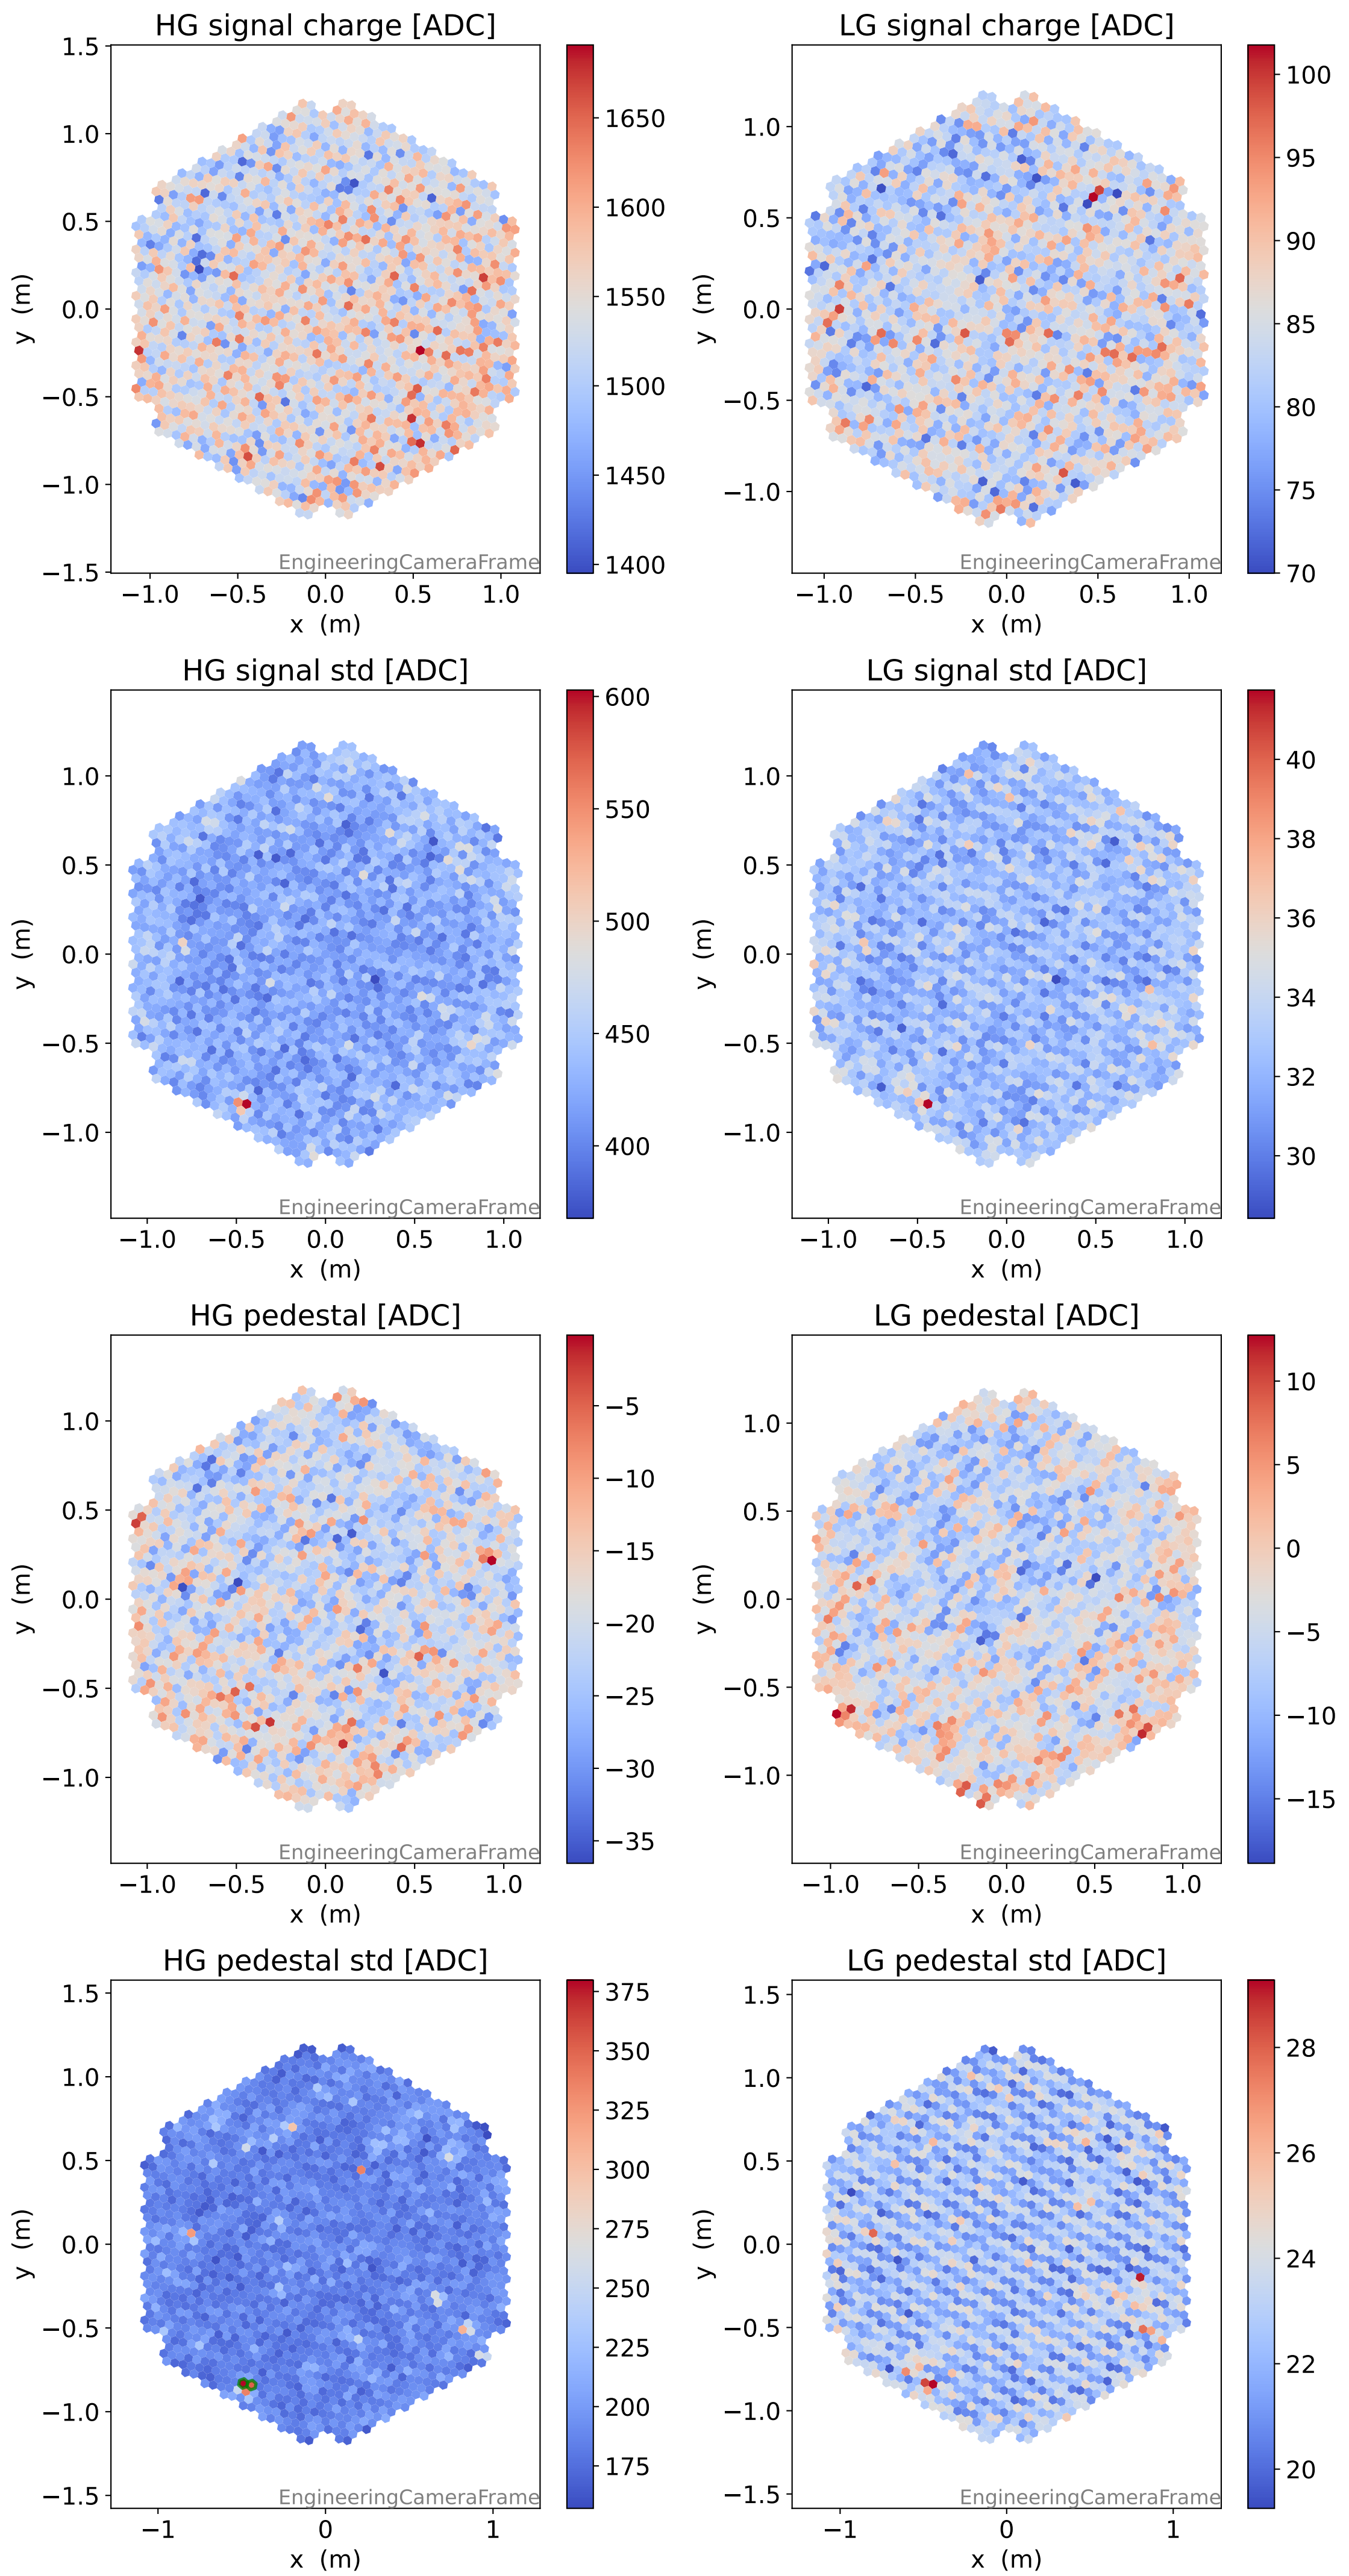 HG signal charge [ADC]
1.5
1.0
0.5
0.0
−0.5
−1.0
−1.5
y (m)
−1.0 −0.5 0.0 0.5 1.0
x (m)
EngineeringCameraFrame
1650
1600
1550
1500
1450
1400
LG signal charge [ADC]
1.0
0.5
0.0
−0.5
−1.0
y (m)
−1.0 −0.5 0.0 0.5 1.0
x (m)
EngineeringCameraFrame
100
95
90
85
80
75
70
HG signal std [ADC]
1.0
0.5
0.0
−0.5
−1.0
y (m)
−1.0 −0.5 0.0 0.5 1.0
x (m)
EngineeringCameraFrame
600
550
500
450
400
LG signal std [ADC]
1.0
0.5
0.0
−0.5
−1.0
y (m)
−1.0 −0.5 0.0 0.5 1.0
x (m)
EngineeringCameraFrame
40
38
36
34
32
30
HG pedestal [ADC]
1.0
0.5
0.0
−0.5
−1.0
y (m)
−1.0 −0.5 0.0 0.5 1.0
x (m)
EngineeringCameraFrame
−5
−10
−15
−20
−25
−30
−35
LG pedestal [ADC]
1.0
0.5
0.0
−0.5
−1.0
y (m)
−1.0 −0.5 0.0 0.5 1.0
x (m)
EngineeringCameraFrame
10
5
0
−5
−10
−15
HG pedestal std [ADC]
1.5
1.0
0.5
0.0
−0.5
−1.0
−1.5
y (m)
−1 0 1
x (m)
EngineeringCameraFrame
375
350
325
300
275
250
225
200
175
LG pedestal std [ADC]
1.5
1.0
0.5
0.0
−0.5
−1.0
−1.5
y (m)
−1 0 1
x (m)
EngineeringCameraFrame
28
26
24
22
20